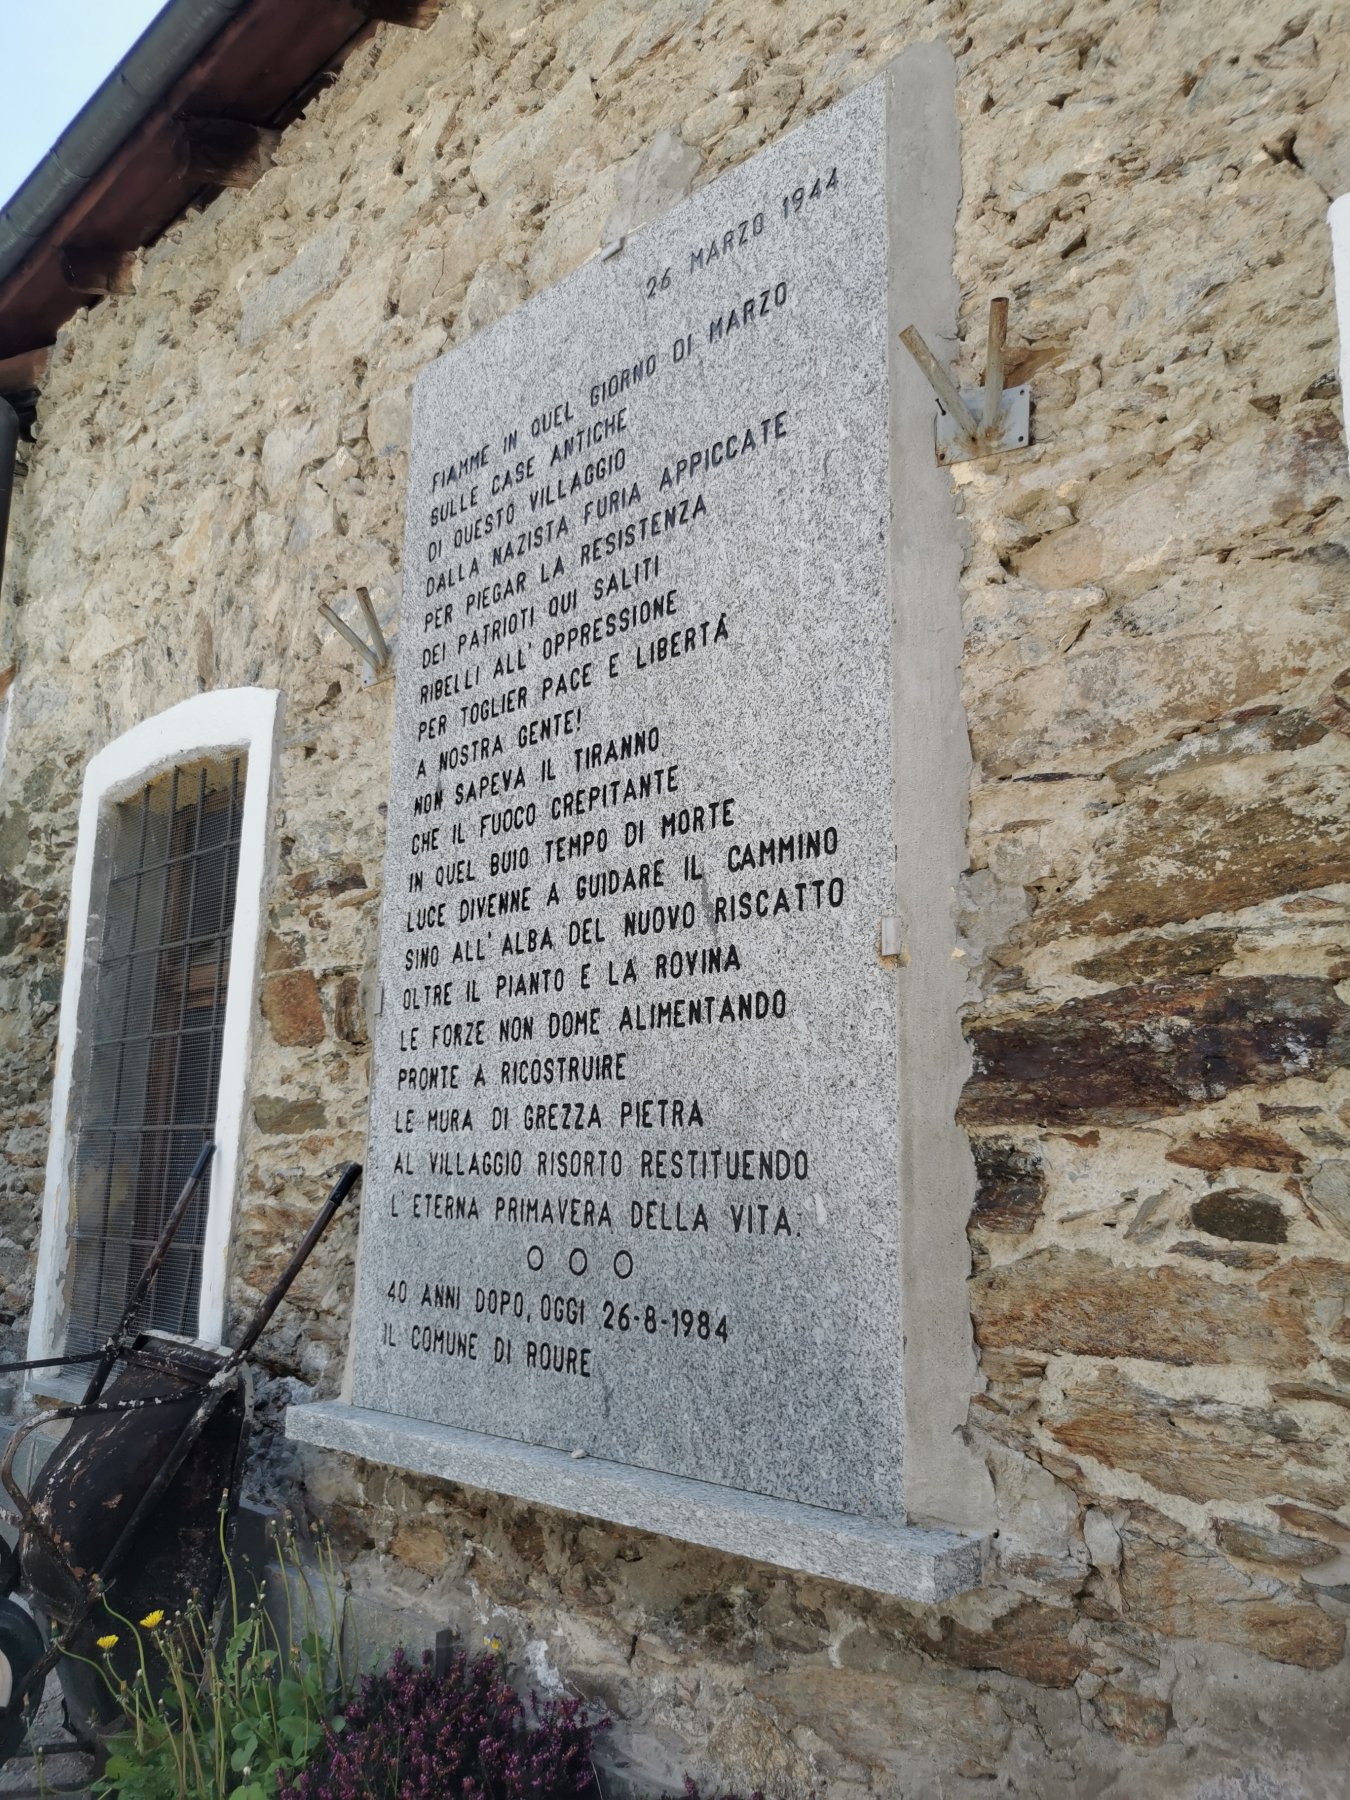 26 MARZO 1944
FIAMME IN QUEL GIORNO DI MARZO
SULLE CASE ANTICHE
DI QUESTO VILLAGGIO
DALLA NAZISTA FURIA APPICCATE
PER PIEGAR LA RESISTENZA
DEI PATRIOTI QUI SALITI
RIBELLI ALL'OPPRESSIONE
PER TOGLIER PACE E LIBERTÁ
A NOSTRA GENTE!
NON SAPEVA IL TIRANNO
CHE IL FUOCO CREPITANTE
IN QUEL BUIO TEMPO DI MORTE
LUCE DIVENNE A GUIDARE IL CAMMINO
SINO ALL'ALBA DEL NUOVO RISCATTO
OLTRE IL PIANTO E LA ROVINA
LE FORZE NON DOME ALIMENTANDO
PRONTE A RICOSTRUIRE
LE MURA DI GREZZA PIETRA
AL VILLAGGIO RISORTO RESTITUENDO
L'ETERNA PRIMAVERA DELLA VITA.
O O O
40 ANNI DOPO, OGGI 26-8-1984
IL COMUNE DI ROURE